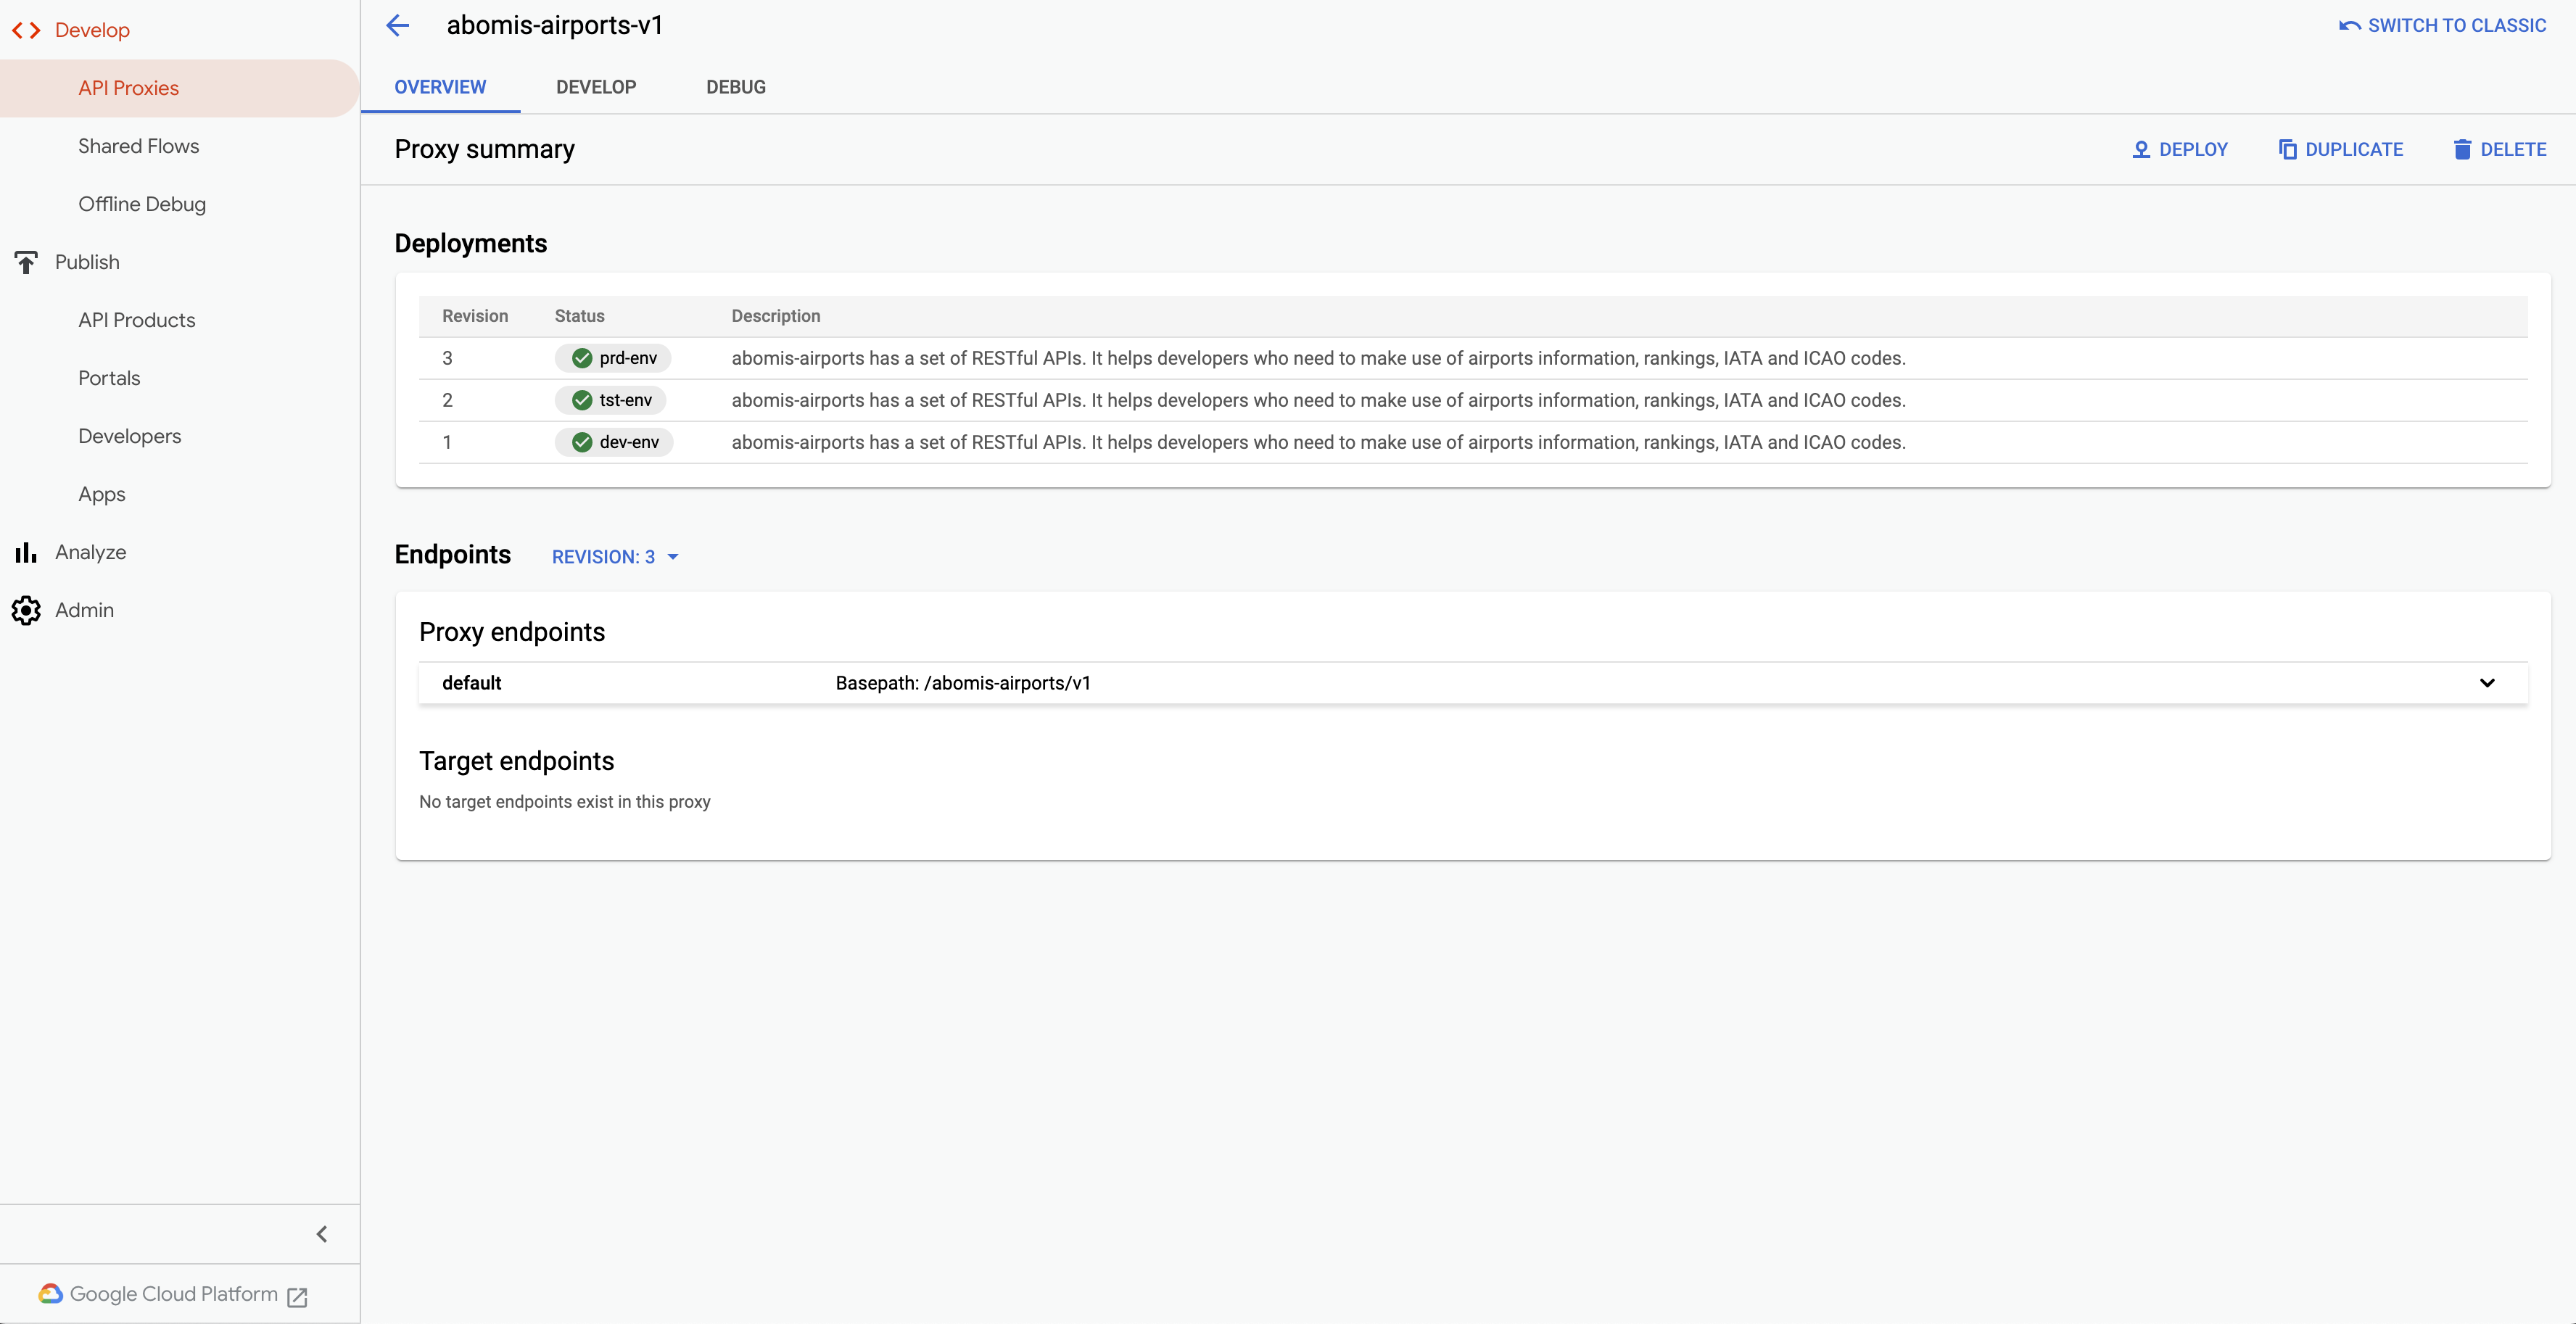 Develop
API Proxies
Shared Flows
Offline Debug
Publish
API Products
Portals
Developers
Apps
Analyze
Admin
Google Cloud Platform
abomis-airports-v1
SWITCH TO CLASSIC
OVERVIEW DEVELOP DEBUG
Proxy summary
DEPLOY DUPLICATE DELETE
Deployments
Revision Status Description
3 prd-env abomis-airports has a set of RESTful APIs. It helps developers who need to make use of airports information, rankings, IATA and ICAO codes.
2 tst-env abomis-airports has a set of RESTful APIs. It helps developers who need to make use of airports information, rankings, IATA and ICAO codes.
1 dev-env abomis-airports has a set of RESTful APIs. It helps developers who need to make use of airports information, rankings, IATA and ICAO codes.
Endpoints REVISION: 3
Proxy endpoints
default Basepath: /abomis-airports/v1
Target endpoints
No target endpoints exist in this proxy